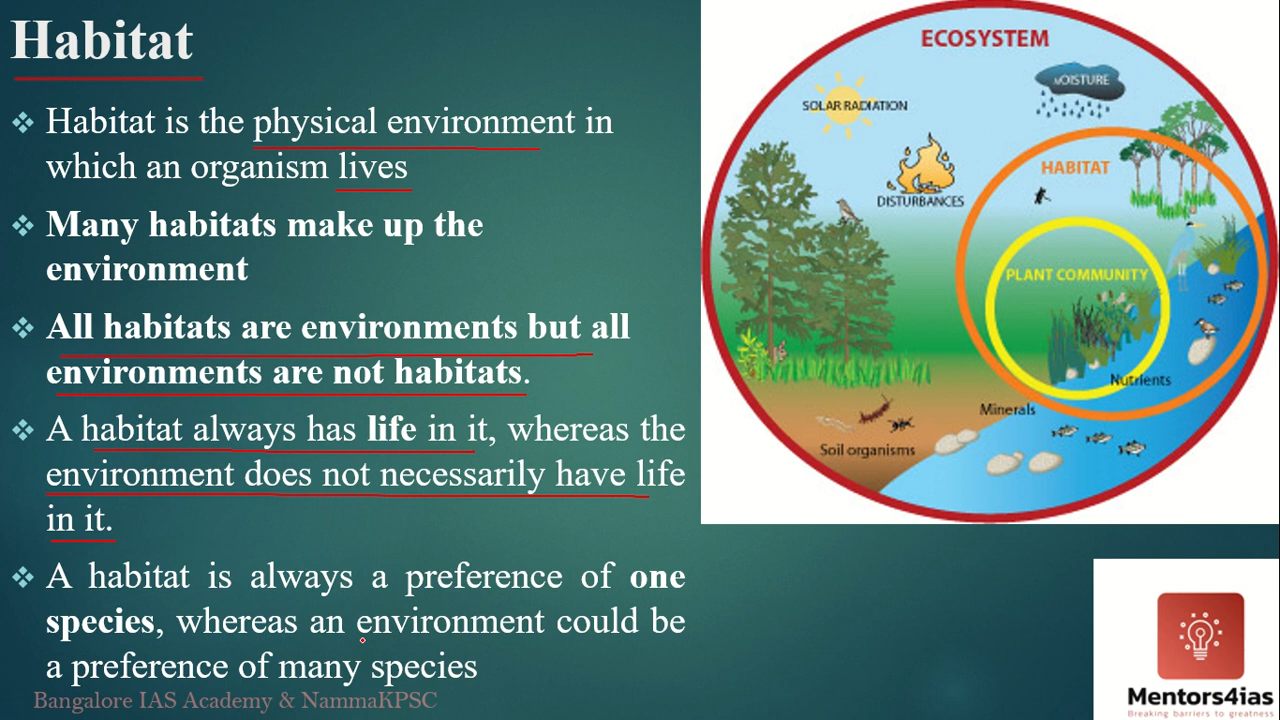 Habitat
❖ Habitat is the physical environment in
which an organism lives
❖ Many habitats make up the
environment
❖ All habitats are environments but all
environments are not habitats.
❖ A habitat always has life in it, whereas the
environment does not necessarily have life
in it.
❖ A habitat is always a preference of one
species, whereas an environment could be
a preference of many species
Bangalore IAS Academy & NammaKPSC
ECOSYSTEM
MOISTURE
SOLAR RADIATION
HABITAT
DISTURBANCES
PLANT COMMUNITY
Nutrients
Minerals
Soil organisms
Mentors4ias
Breaking barriers to greatness